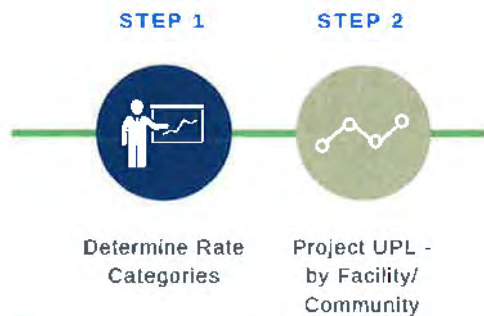 STEP 1
STEP 2
Determine Rate
Categories
Project UPL -
by Facility/
Community